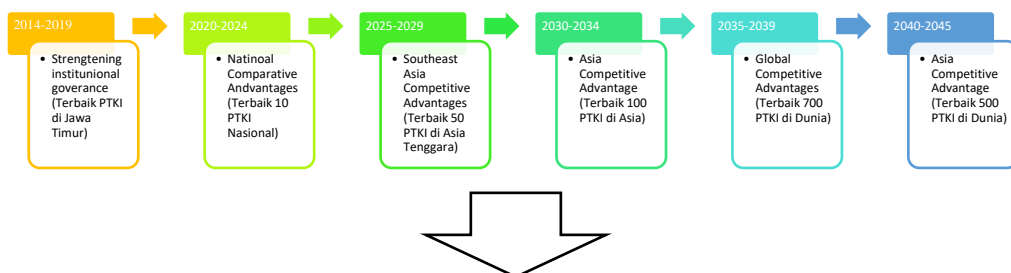 2014-2019
• Strengtening
institunional
goverance
(Terbaik PTKI
di Jawa
Timur)
2020-2024
• Natinoal
Comparative
Andvantages
(Terbaik 10
PTKI
Nasional)
2025-2029
• Southeast
Asia
Competitive
Advantages
(Terbaik 50
PTKI di Asia
Tenggara)
2030-2034
• Asia
Competitive
Advantage
(Terbaik 100
PTKI di Asia)
2035-2039
• Global
Competitive
Advantages
(Terbaik 700
PTKI di Dunia)
2040-2045
• Asia
Competitive
Advantage
(Terbaik 500
PTKI di Dunia)